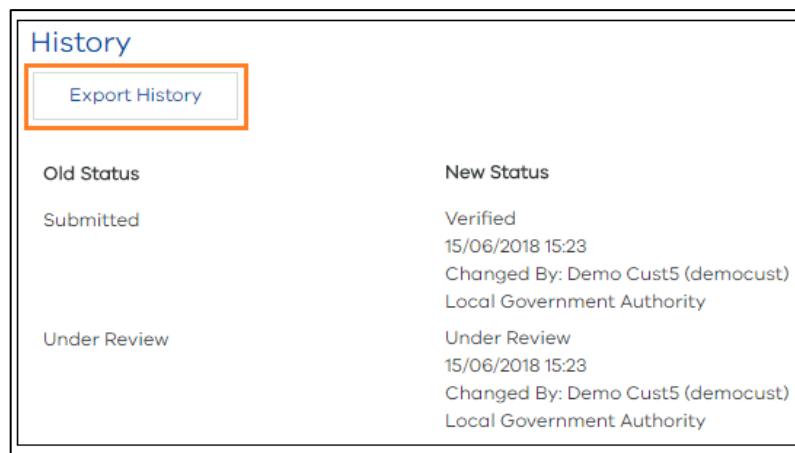 History
Export History
Old Status New Status
Submitted Verified
15/06/2018 15:23
Changed By: Demo Cust5 (democust)
Local Government Authority
Under Review Under Review
15/06/2018 15:23
Changed By: Demo Cust5 (democust)
Local Government Authority